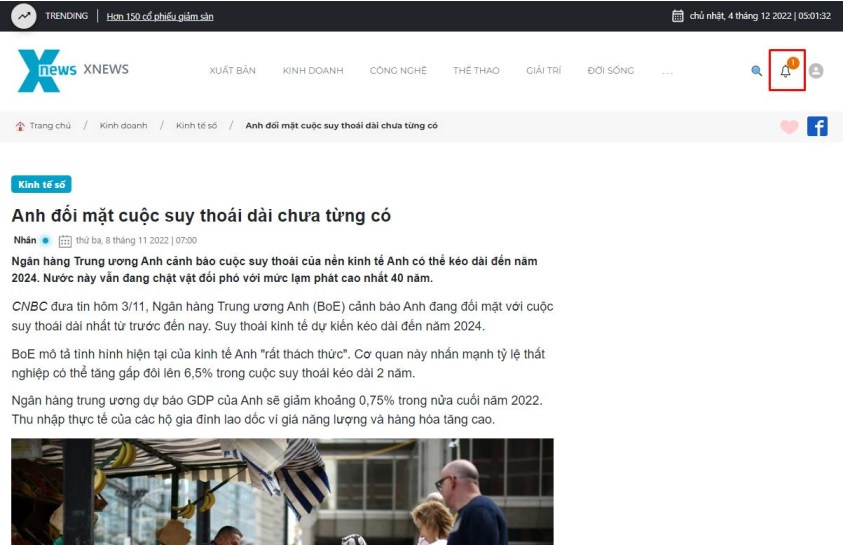 TRENDING Hơn 150 cổ phiếu giảm sàn chủ nhật, 4 tháng 12 2022 | 05:01:32
Xnews XNEWS XUẤT BẢN KINH DOANH CÔNG NGHỆ THỂ THAO GIẢI TRÍ ĐỜI SỐNG ... 1
Trang chủ / Kinh doanh / Kinh tế số / Anh đối mặt cuộc suy thoái dài chưa từng có f
Kinh tế số
Anh đối mặt cuộc suy thoái dài chưa từng có
Nhân thứ ba, 8 tháng 11 2022 | 07:00
Ngân hàng Trung ương Anh cảnh báo cuộc suy thoái của nền kinh tế Anh có thể kéo dài đến năm
2024. Nước này vẫn đang chật vật đối phó với mức lạm phát cao nhất 40 năm.
CNBC đưa tin hôm 3/11, Ngân hàng Trung ương Anh (BoE) cảnh báo Anh đang đối mặt với cuộc
suy thoái dài nhất từ trước đến nay. Suy thoái kinh tế dự kiến kéo dài đến năm 2024.
BoE mô tả tình hình hiện tại của kinh tế Anh "rất thách thức". Cơ quan này nhấn mạnh tỷ lệ thất
nghiệp có thể tăng gấp đôi lên 6,5% trong cuộc suy thoái kéo dài 2 năm.
Ngân hàng trung ương dự báo GDP của Anh sẽ giảm khoảng 0,75% trong nửa cuối năm 2022.
Thu nhập thực tế của các hộ gia đình lao dốc vì giá năng lượng và hàng hóa tăng cao.